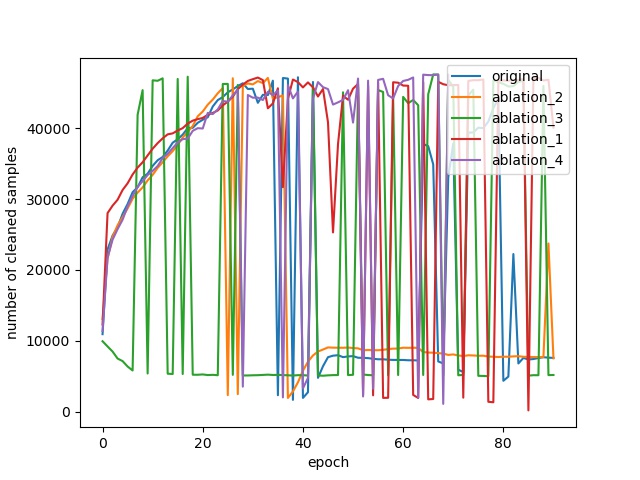 number of cleaned samples
40000
30000
20000
10000
0
0
20
40
60
80
epoch
original
ablation_2
ablation_3
ablation_1
ablation_4